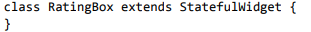 class RatingBox extends StatefulWidget {
}